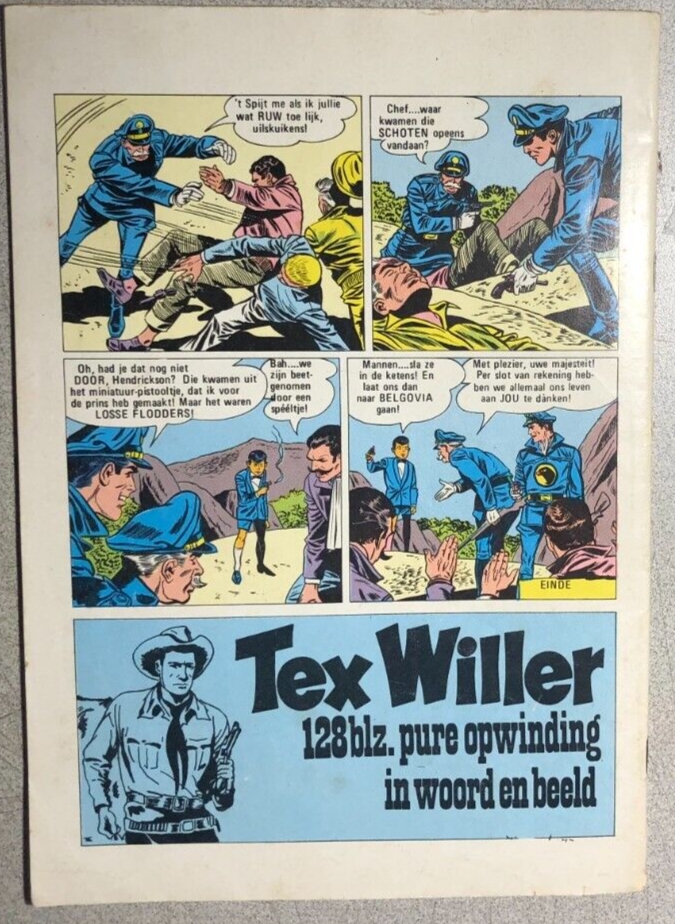 't Spijt me als ik jullie
wat RUW toe lijk,
uilskuikens!
Chef....waar
kwamen die
SCHOTEN opeens
vandaan?
Oh, had je dat nog niet
DOOR, Hendrickson? Die kwamen uit
het miniatuur-pistooltje, dat ik voor
de prins heb gemaakt! Maar het waren
LOSSE FLODDERS!
Bah....we
zijn beet-
genomen
door een
spééltje!
Mannen....sla ze
in de ketens! En
laat ons dan
naar BELGOVIA
gaan!
Met plezier, uwe majesteit!
Per slot van rekening heb-
ben we allemaal ons leven
aan JOU te dànken!
EINDE
Tex Willer
128blz. pure opwinding
in woord en beeld